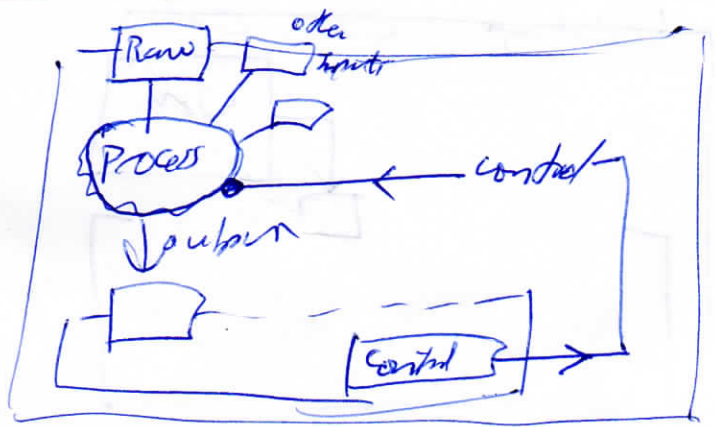 other
Raw
Inputs
Process
control
output
Control